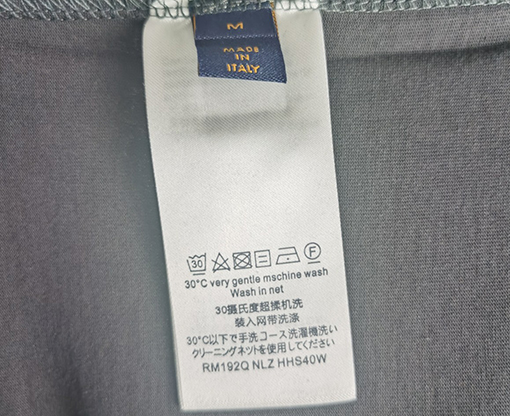 M
MADE
IN
ITALY
30 F
30°C very gentle mschine wash
Wash in net
30摄氏度超揉机洗
装入网带洗涤
30°C以下で手洗コース洗濯機洗い
クリーニングネットを使用してください
RM192Q NLZ HHS40W